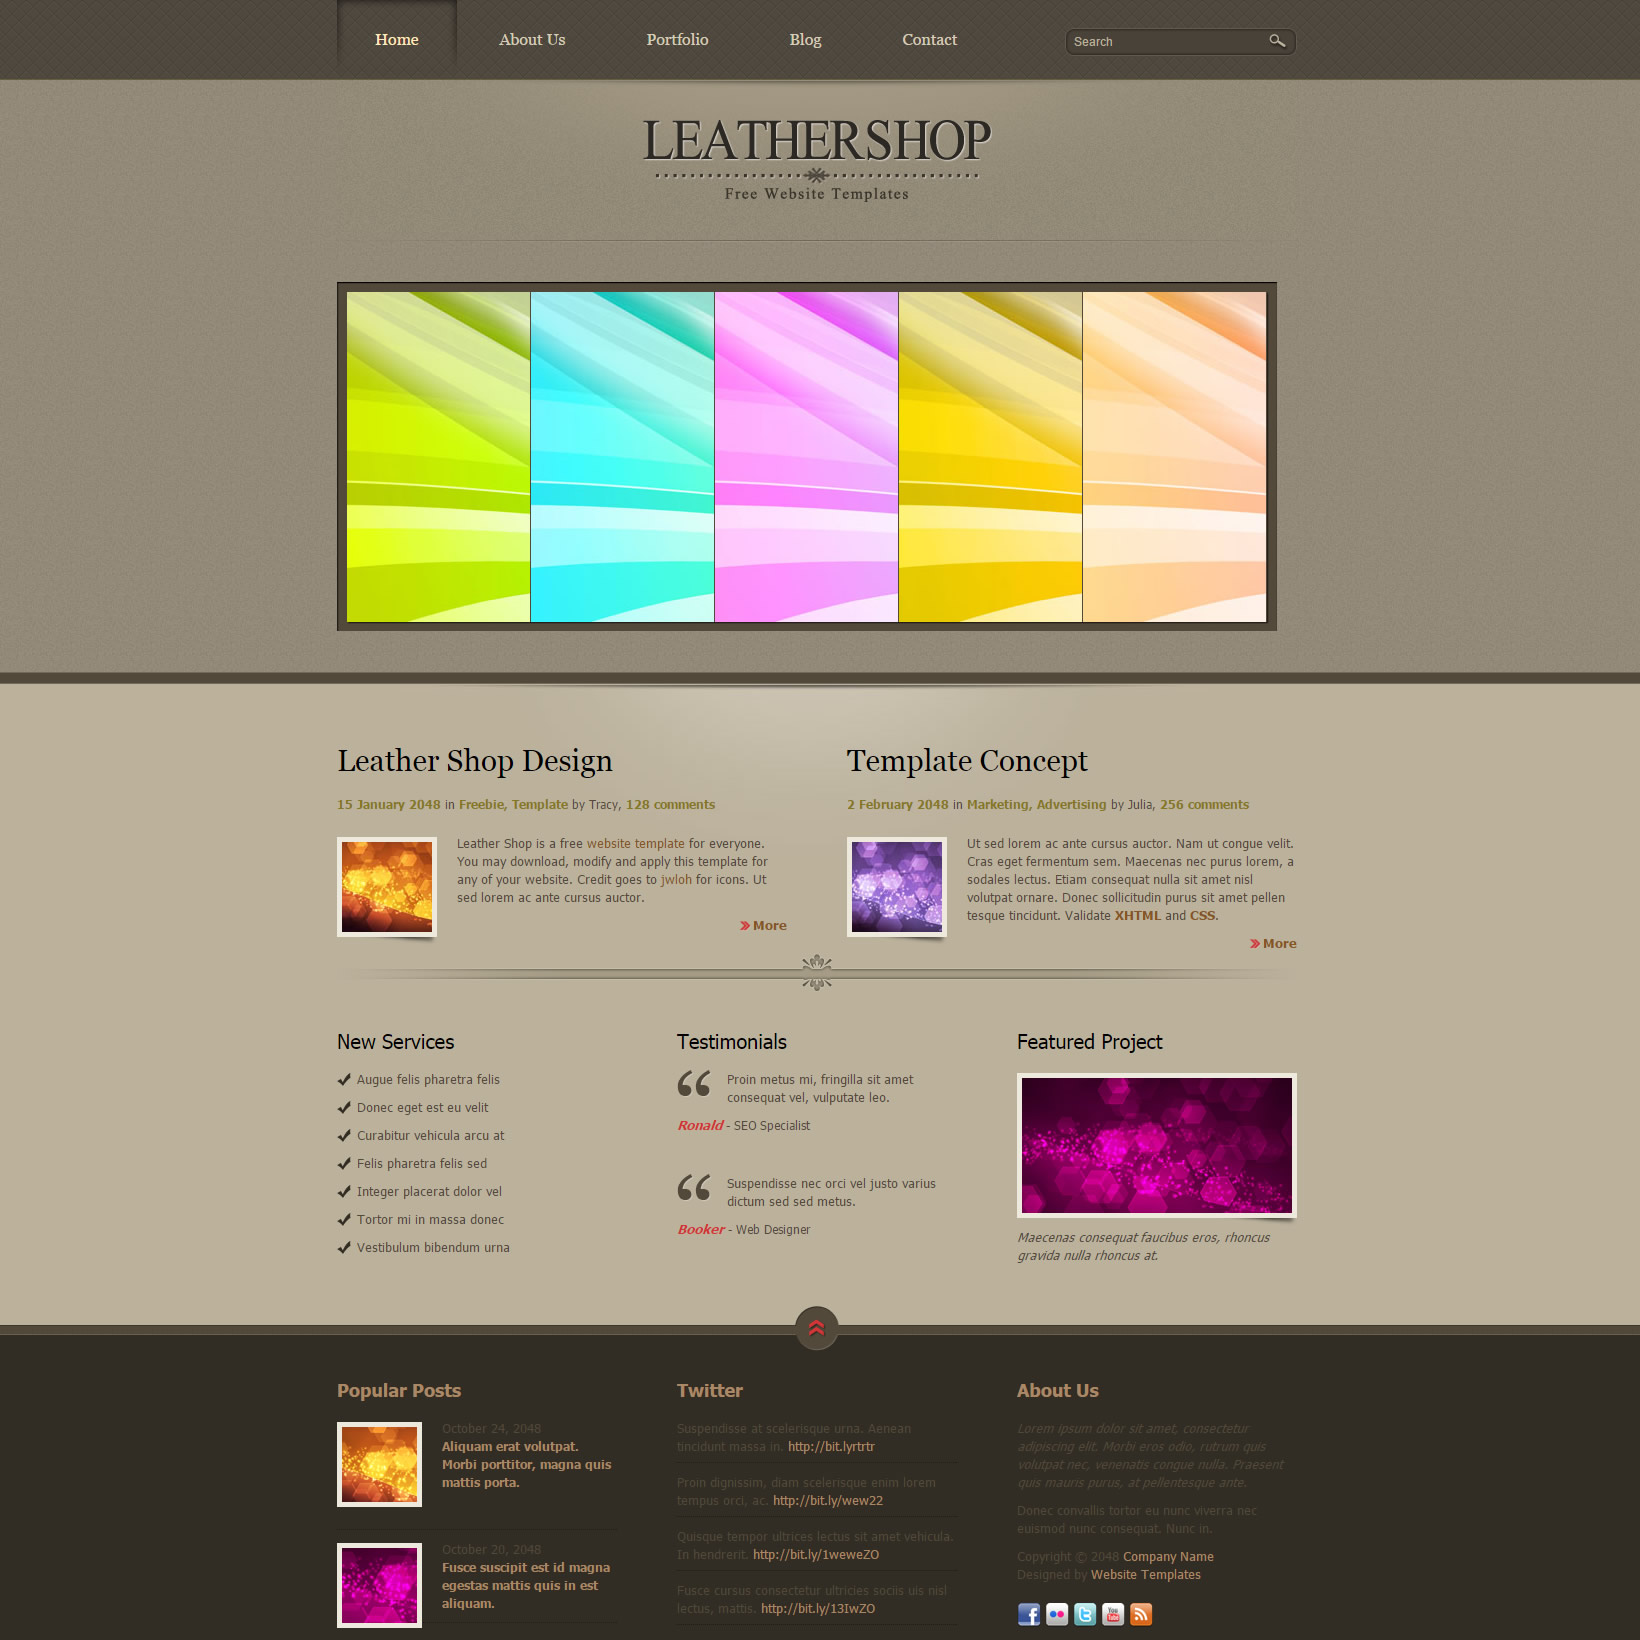 Home
About Us
Portfolio
Blog
Contact
Search
LEATHERSHOP
Free Website Templates
Leather Shop Design
15 January 2048 in Freebie, Template by Tracy, 128 comments
Leather Shop is a free website template for everyone.
You may download, modify and apply this template for
any of your website. Credit goes to jwloh for icons. Ut
sed lorem ac ante cursus auctor.
More
Template Concept
2 February 2048 in Marketing, Advertising by Julia, 256 comments
Ut sed lorem ac ante cursus auctor. Nam ut congue velit.
Cras eget fermentum sem. Maecenas nec purus lorem, a
sodales lectus. Etiam consequat nulla sit amet nisl
volutpat ornare. Donec sollicitudin purus sit amet pellen
tesque tincidunt. Validate XHTML and CSS.
More
New Services
Augue felis pharetra felis
Donec eget est eu velit
Curabitur vehicula arcu at
Felis pharetra felis sed
Integer placerat dolor vel
Tortor mi in massa donec
Vestibulum bibendum urna
Testimonials
Proin metus mi, fringilla sit amet
consequat vel, vulputate leo.
Ronald - SEO Specialist
Suspendisse nec orci vel justo varius
dictum sed sed metus.
Booker - Web Designer
Featured Project
Maecenas consequat faucibus eros, rhoncus
gravida nulla rhoncus at.
Popular Posts
October 24, 2048
Aliquam erat volutpat.
Morbi porttitor, magna quis
mattis porta.
October 20, 2048
Fusce suscipit est id magna
egestas mattis quis in est
aliquam.
Twitter
Suspendisse at scelerisque urna. Aenean
tincidunt massa in. http://bit.lyrtrtr
Proin dignissim, diam scelerisque enim lorem
tempus orci, ac. http://bit.ly/wew22
Quisque tempor ultrices lectus sit amet vehicula.
In hendrerit. http://bit.ly/1weweZO
Fusce cursus consectetur ultricies sociis uis nisl
lectus, mattis. http://bit.ly/13IwZO
About Us
Lorem ipsum dolor sit amet, consectetur
adipiscing elit. Morbi eros odio, rutrum quis
volutpat nec, venenatis congue nulla. Praesent
quis mauris purus, at pellentesque ante.
Donec convallis tortor eu nunc viverra nec
euismod nunc consequat. Nunc in.
Copyright © 2048 Company Name
Designed by Website Templates